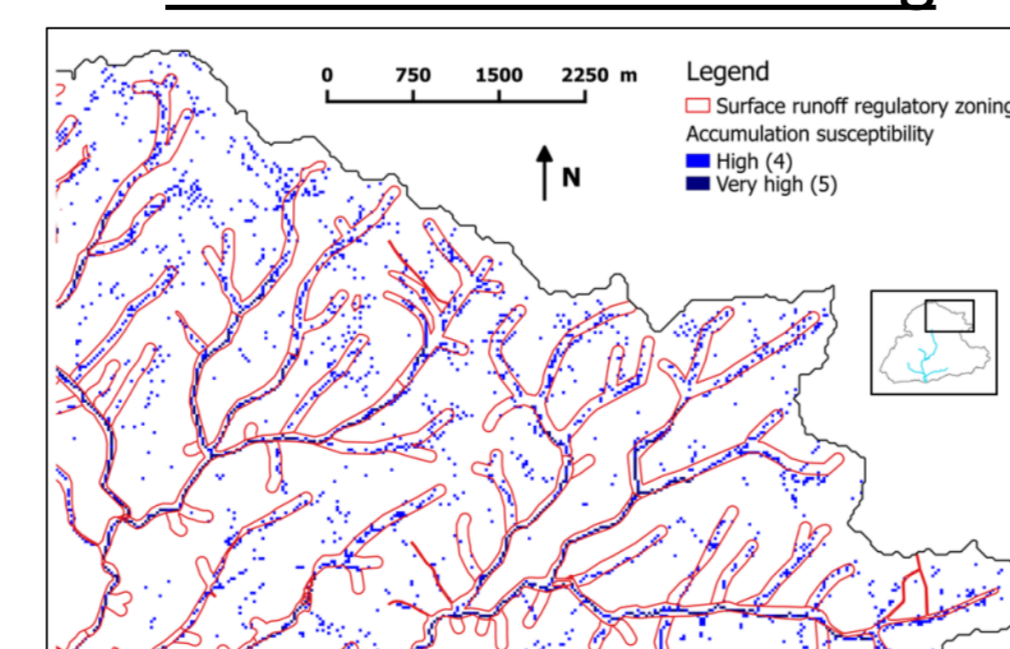 0 750 1500 2250 m
N
Legend
Surface runoff regulatory zoning
Accumulation susceptibility
High (4)
Very high (5)